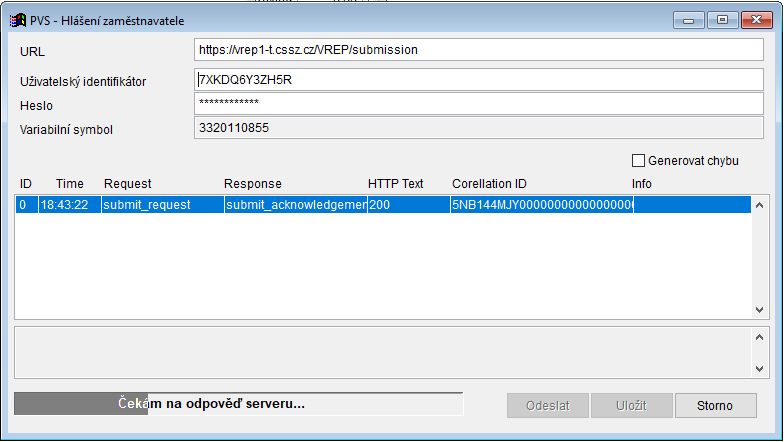 PVS - Hlášení zaměstnavatele
URL https://vrep1-t.cssz.cz/VREP/submission
Uživatelský identifikátor 7XKDQ6Y3ZH5R
Heslo ************
Variabilní symbol 3320110855
Generovat chybu
ID Time Request Response HTTP Text Corellation ID Info
0 18:43:22 submit_request submit_acknowledgemen 200 5NB144MJY0000000000000000
Čekám na odpověď serveru...
Odeslat Uložit Storno